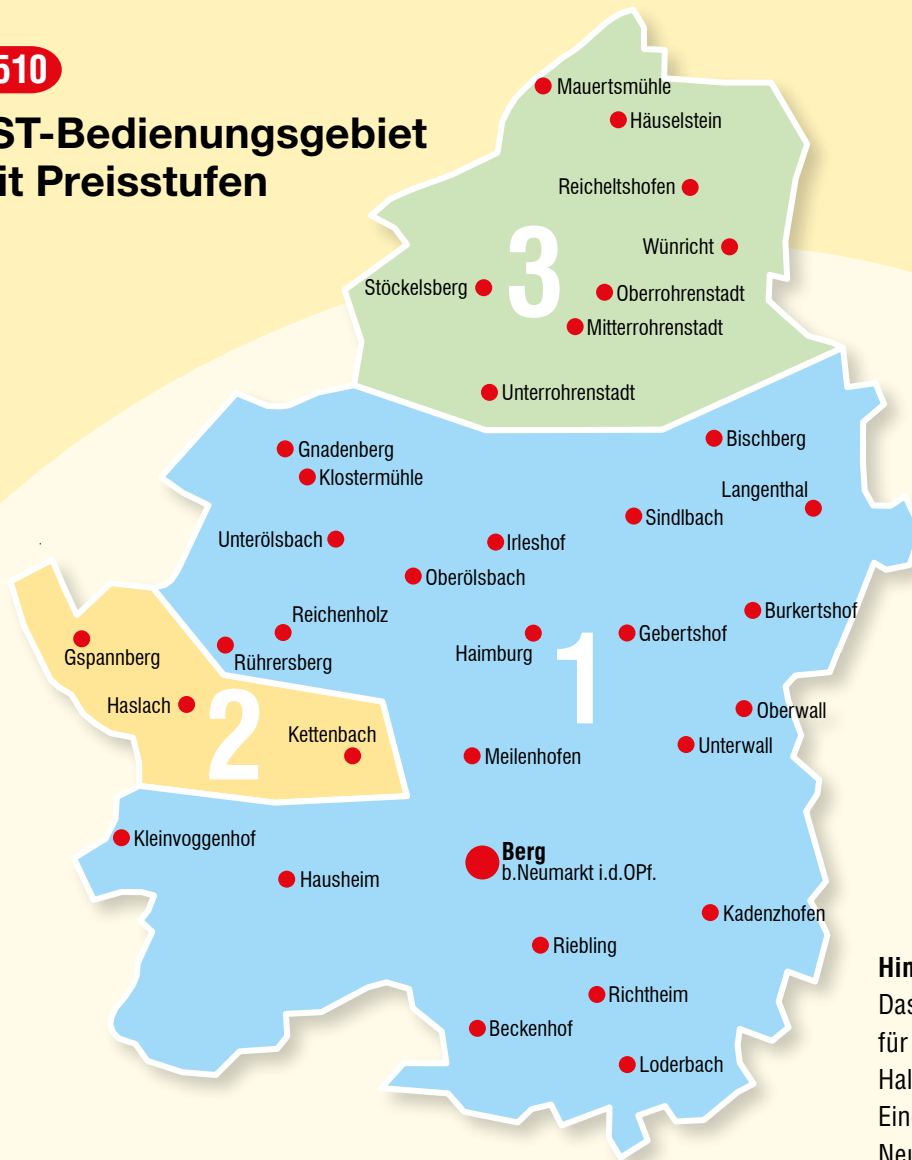 510
ST-Bedienungsgebiet
it Preisstufen
Mauertsmühle
Häuselstein
Reicheltshofen
Wünricht
3
Stöckelsberg
Oberrohrenstadt
Mitterrohrenstadt
Unterrohrenstadt
Bischberg
Gnadenberg
Klostermühle
Langenthal
Sindlbach
Unterölsbach
Irleshof
Oberölsbach
Reichenholz
Burkertshof
Gebertshof
Haimburg
1
Gspannberg
Rührersberg
Haslach
2
Oberwall
Kettenbach
Unterwall
Meilenhofen
Kleinvoggenhof
Berg
b.Neumarkt i.d.OPf.
Hausheim
Kadenzhofen
Riebling
Richtheim
Beckenhof
Loderbach
Hin
Das
für
Hal
Ein
Neu